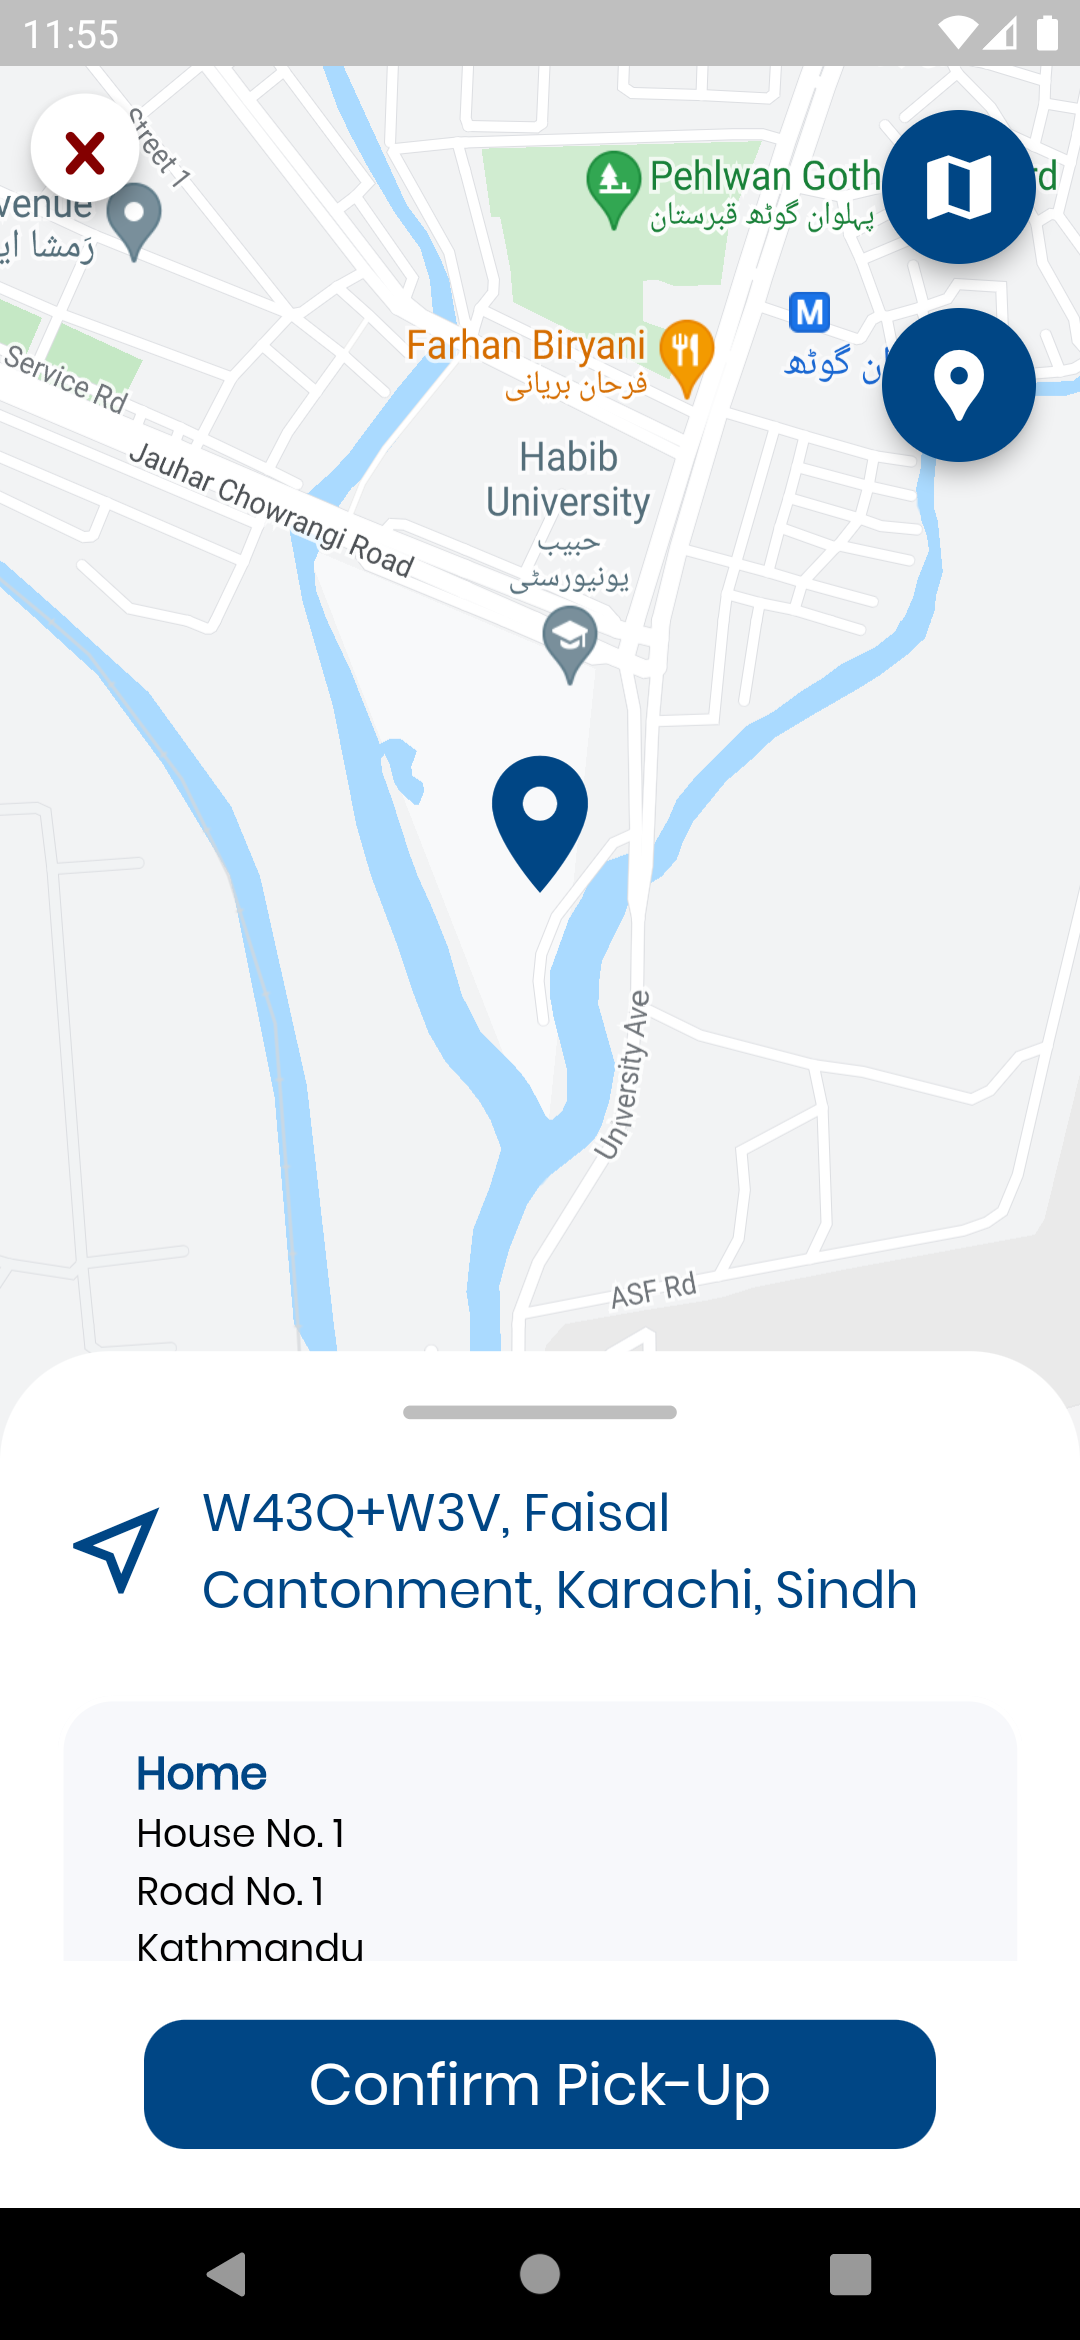 11:55
Street 1
venue
رَمشا اي
Pehlwan Goth
rd
پہلوان گوٹھ قبرستان
M
ان گوٹھ
Farhan Biryani
فرحان بریانی
Service Rd
Jauhar Chowrangi Road
Habib
University
حبیب
یونیورسٹی
University Ave
ASF Rd
W43Q+W3V, Faisal
Cantonment, Karachi, Sindh
Home
House No. 1
Road No. 1
Kathmandu
Confirm Pick-Up